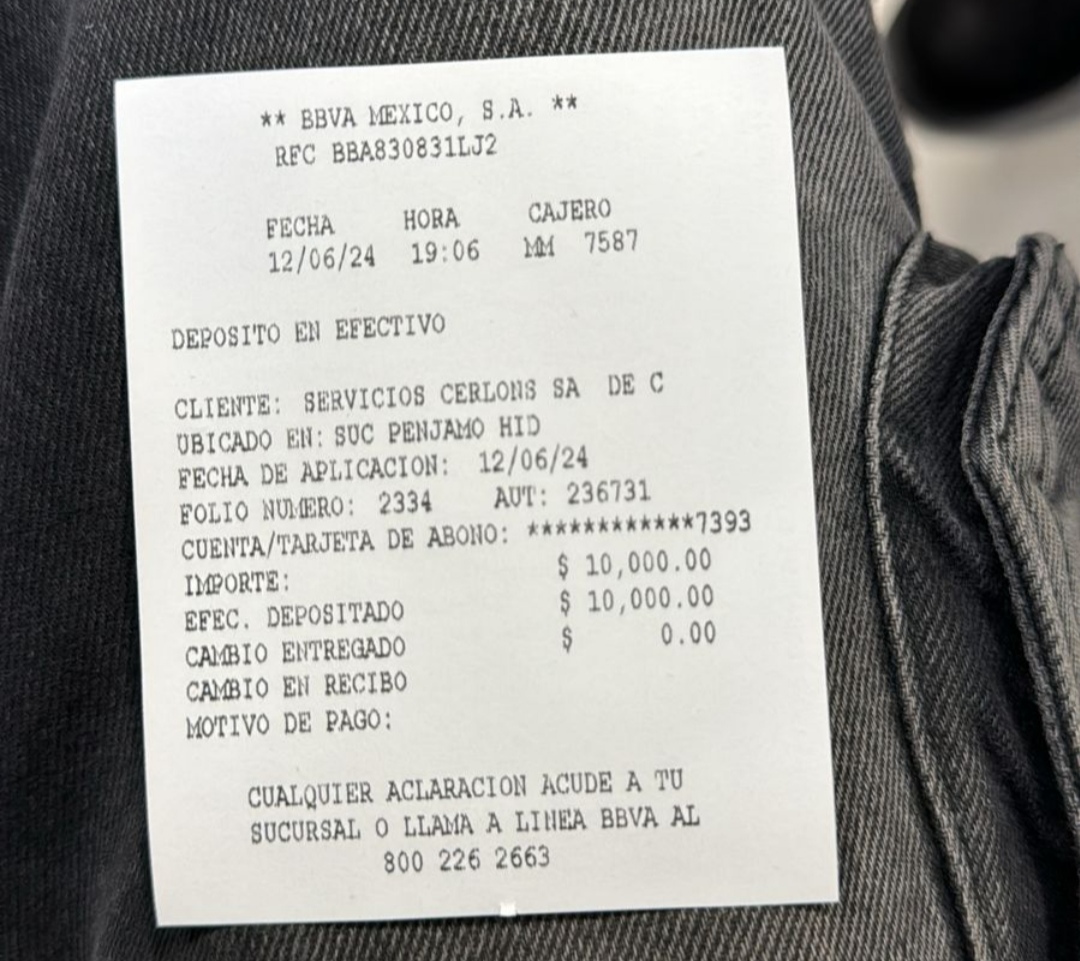 ** BBVA MEXICO, S.A. **
RFC BBA830831LJ2
FECHA HORA CAJERO
12/06/24 19:06 MM 7587
DEPOSITO EN EFECTIVO
CLIENTE: SERVICIOS CERLONS SA DE C
UBICADO EN: SUC PENJAMO HID
FECHA DE APLICACION: 12/06/24
FOLIO NUMERO: 2334 AUT: 236731
CUENTA/TARJETA DE ABONO: ************7393
IMPORTE: $ 10,000.00
EFEC. DEPOSITADO $ 10,000.00
CAMBIO ENTREGADO $ 0.00
CAMBIO EN RECIBO
MOTIVO DE PAGO:
CUALQUIER ACLARACION ACUDE A TU
SUCURSAL O LLAMA A LINEA BBVA AL
800 226 2663